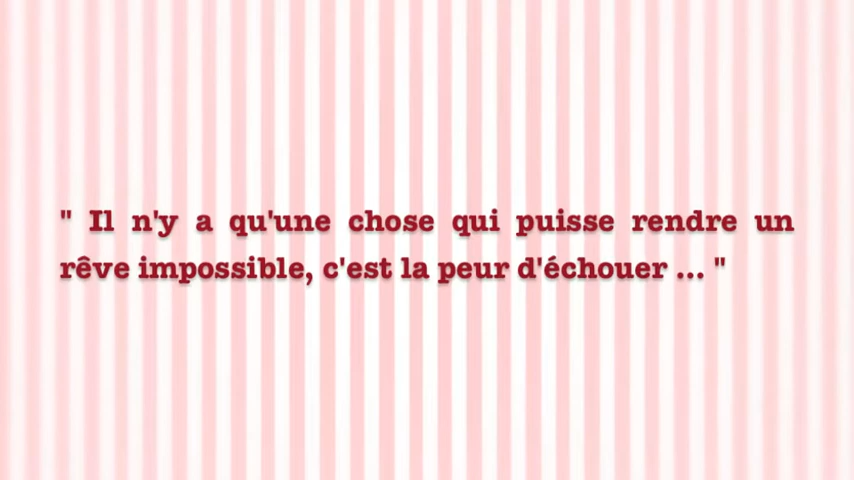 " Il n'y a qu'une chose qui puisse rendre un
rêve impossible, c'est la peur d'échouer ... "